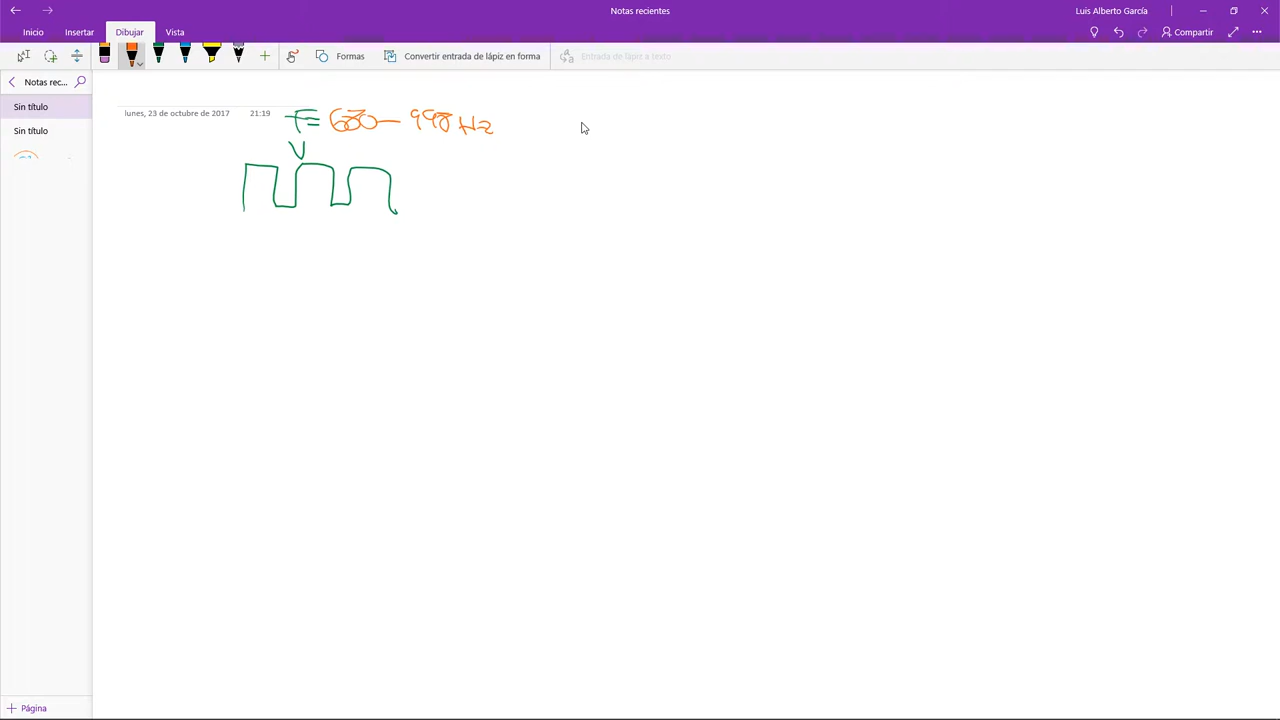 Notas recientes
Luis Alberto García
Inicio
Insertar
Dibujar
Vista
Compartir
Formas
Convertir entrada de lápiz en forma
Entrada de lápiz a texto
Notas rec...
Sin título
Sin título
lunes, 23 de octubre de 2017 21:19
F= 680 - 998 Hz
V
Página